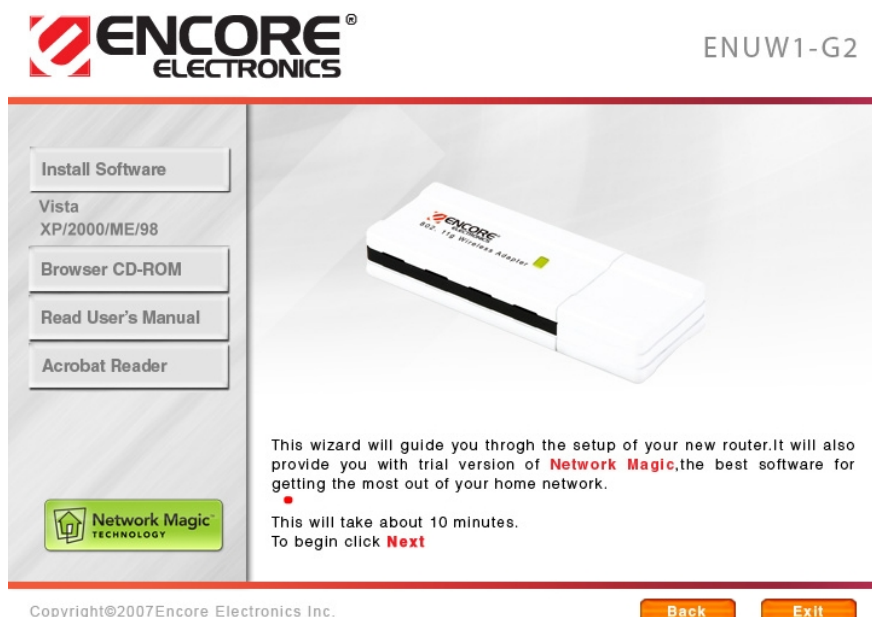 ENCORE®
ELECTRONICS
ENUW1-G2
Install Software
Vista
XP/2000/ME/98
Browser CD-ROM
Read User's Manual
Acrobat Reader
Network Magic™
TECHNOLOGY
ENCORE
ELECTRONICS
802.11g Wireless Adapter
This wizard will guide you throgh the setup of your new router.It will also
provide you with trial version of Network Magic,the best software for
getting the most out of your home network.
This will take about 10 minutes.
To begin click Next
Copyright©2007Encore Electronics Inc.
Back
Exit